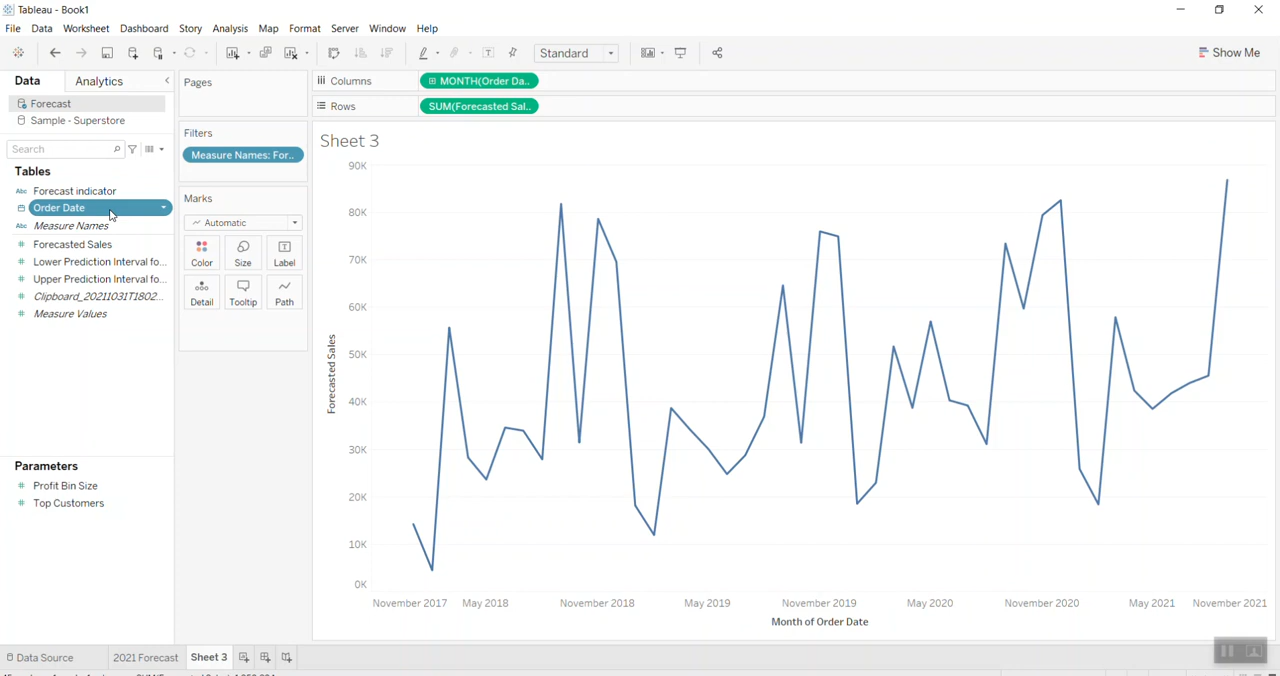 Tableau - Book1
File Data Worksheet Dashboard Story Analysis Map Format Server Window Help
Standard
Show Me
Data Analytics
Forecast
Sample - Superstore
Search
Tables
Abc Forecast indicator
Order Date
Abc Measure Names
Forecasted Sales
Lower Prediction Interval fo...
Upper Prediction Interval fo...
Clipboard_20211031T1802...
Measure Values
Parameters
Profit Bin Size
Top Customers
Pages
Filters
Measure Names: For..
Marks
Automatic
Color Size Label
Detail Tooltip Path
Columns MONTH(Order Da..
Rows SUM(Forecasted Sal..
Sheet 3
90K
80K
70K
60K
50K
40K
30K
20K
10K
0K
Forecasted Sales
November 2017 May 2018 November 2018 May 2019 November 2019 May 2020 November 2020 May 2021 November 2021
Month of Order Date
Data Source 2021 Forecast Sheet 3